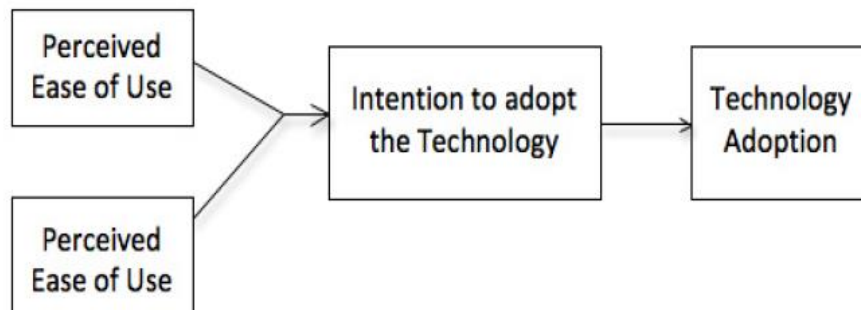 Perceived
Ease of Use
Intention to adopt
the Technology
Technology
Adoption
Perceived
Ease of Use